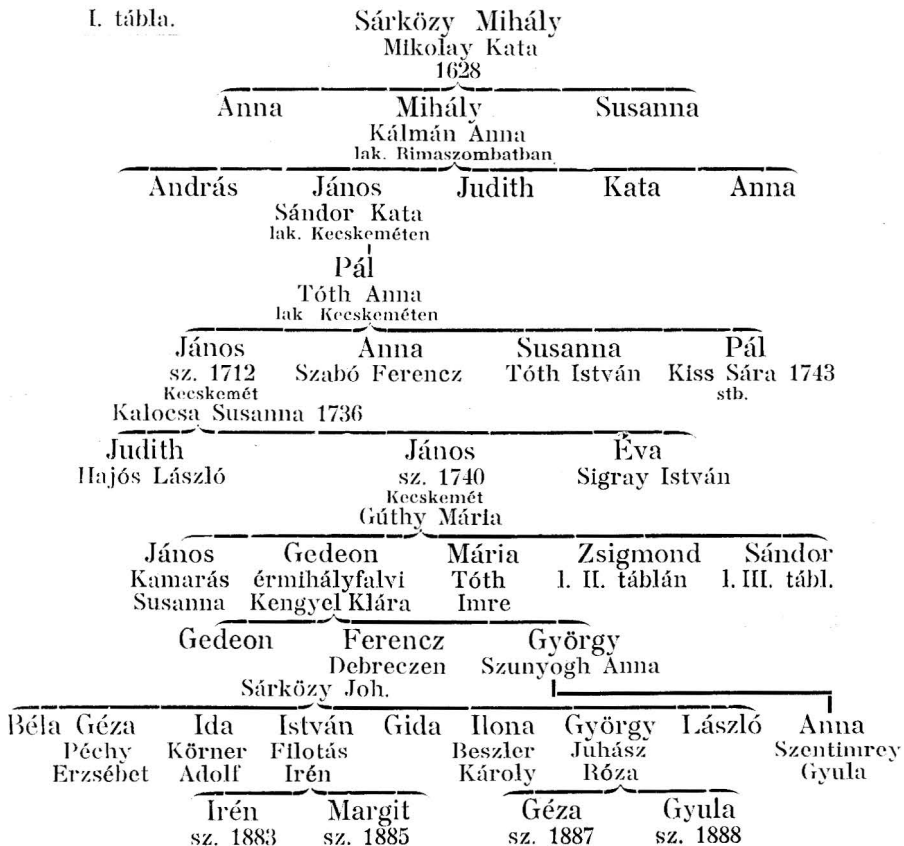 I. tábla.
Sárközy Mihály
Mikolay Kata
1628
Anna Mihály Susanna
Kálmán Anna
lak. Rimaszombatban
András János Judith Kata Anna
Sándor Kata
lak. Kecskeméten
Pál
Tóth Anna
lak Kecskeméten
János Anna Susanna Pál
sz. 1712 Szabó Ferencz Tóth István Kiss Sára 1743
Kecskemét stb.
Kalocsa Susanna 1736
Judith János Éva
Hajós László sz. 1740 Sigray István
Kecskemét
Gúthy Mária
János Gedeon Mária Zsigmond Sándor
Kamarás érmihályfalvi Tóth l. II. táblán l. III. tábl.
Susanna Kengyel Klára Imre
Gedeon Ferencz György
Debreczen Szunyogh Anna
Sárközy Joh.
Béla Géza Ida István Gida Ilona György László Anna
Péchy Körner Filotás Beszler Juhász Szentimrey
Erzsébet Adolf Irén Károly Róza Gyula
Irén Margit Géza Gyula
sz. 1883 sz. 1885 sz. 1887 sz. 1888